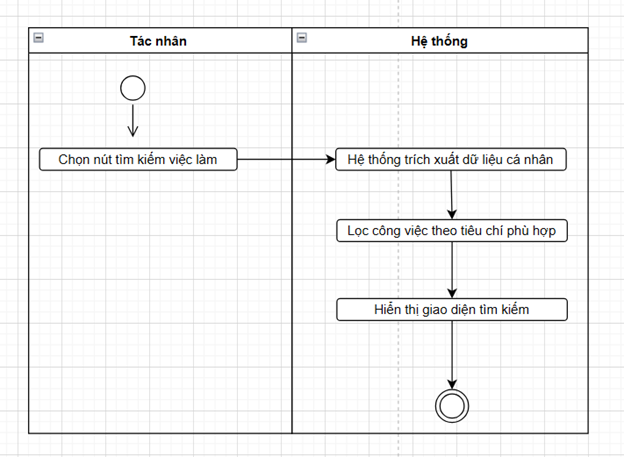 Tác nhân
Hệ thống
Chọn nút tìm kiếm việc làm
Hệ thống trích xuất dữ liệu cá nhân
Lọc công việc theo tiêu chí phù hợp
Hiển thị giao diện tìm kiếm